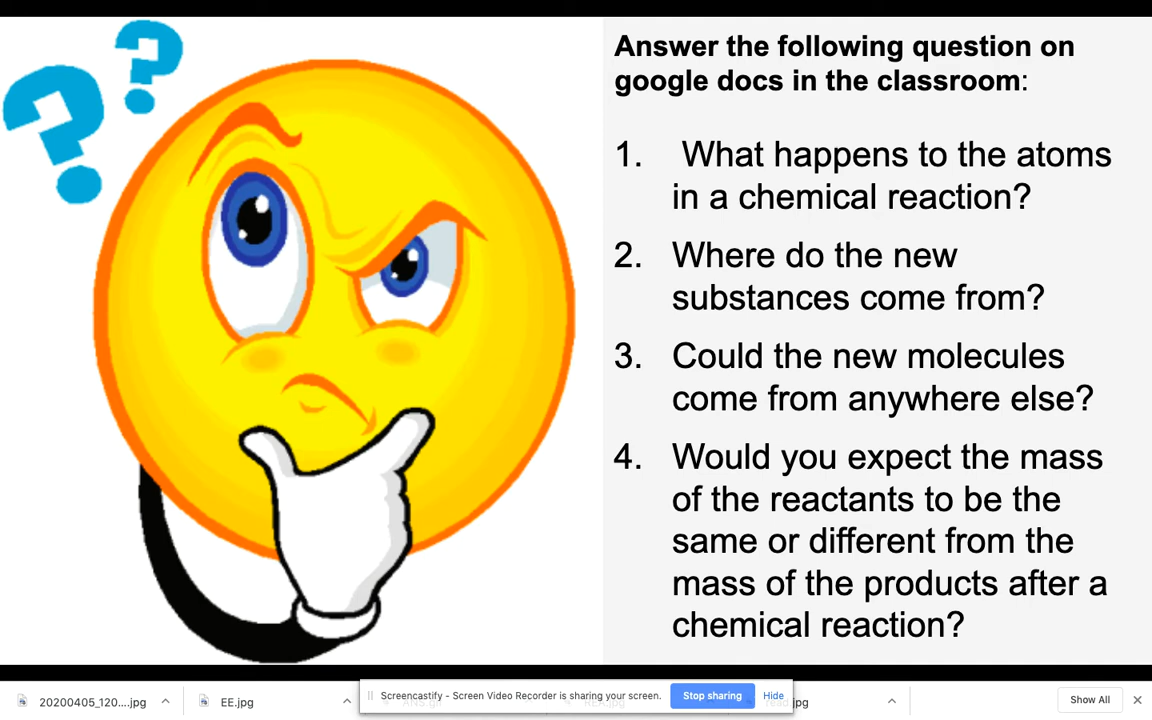 ? ?
Answer the following question on
google docs in the classroom:
1. What happens to the atoms
in a chemical reaction?
2. Where do the new
substances come from?
3. Could the new molecules
come from anywhere else?
4. Would you expect the mass
of the reactants to be the
same or different from the
mass of the products after a
chemical reaction?
20200405_120....jpg EE.jpg Screencastify - Screen Video Recorder is sharing your screen. Stop sharing Hide jpg Show All